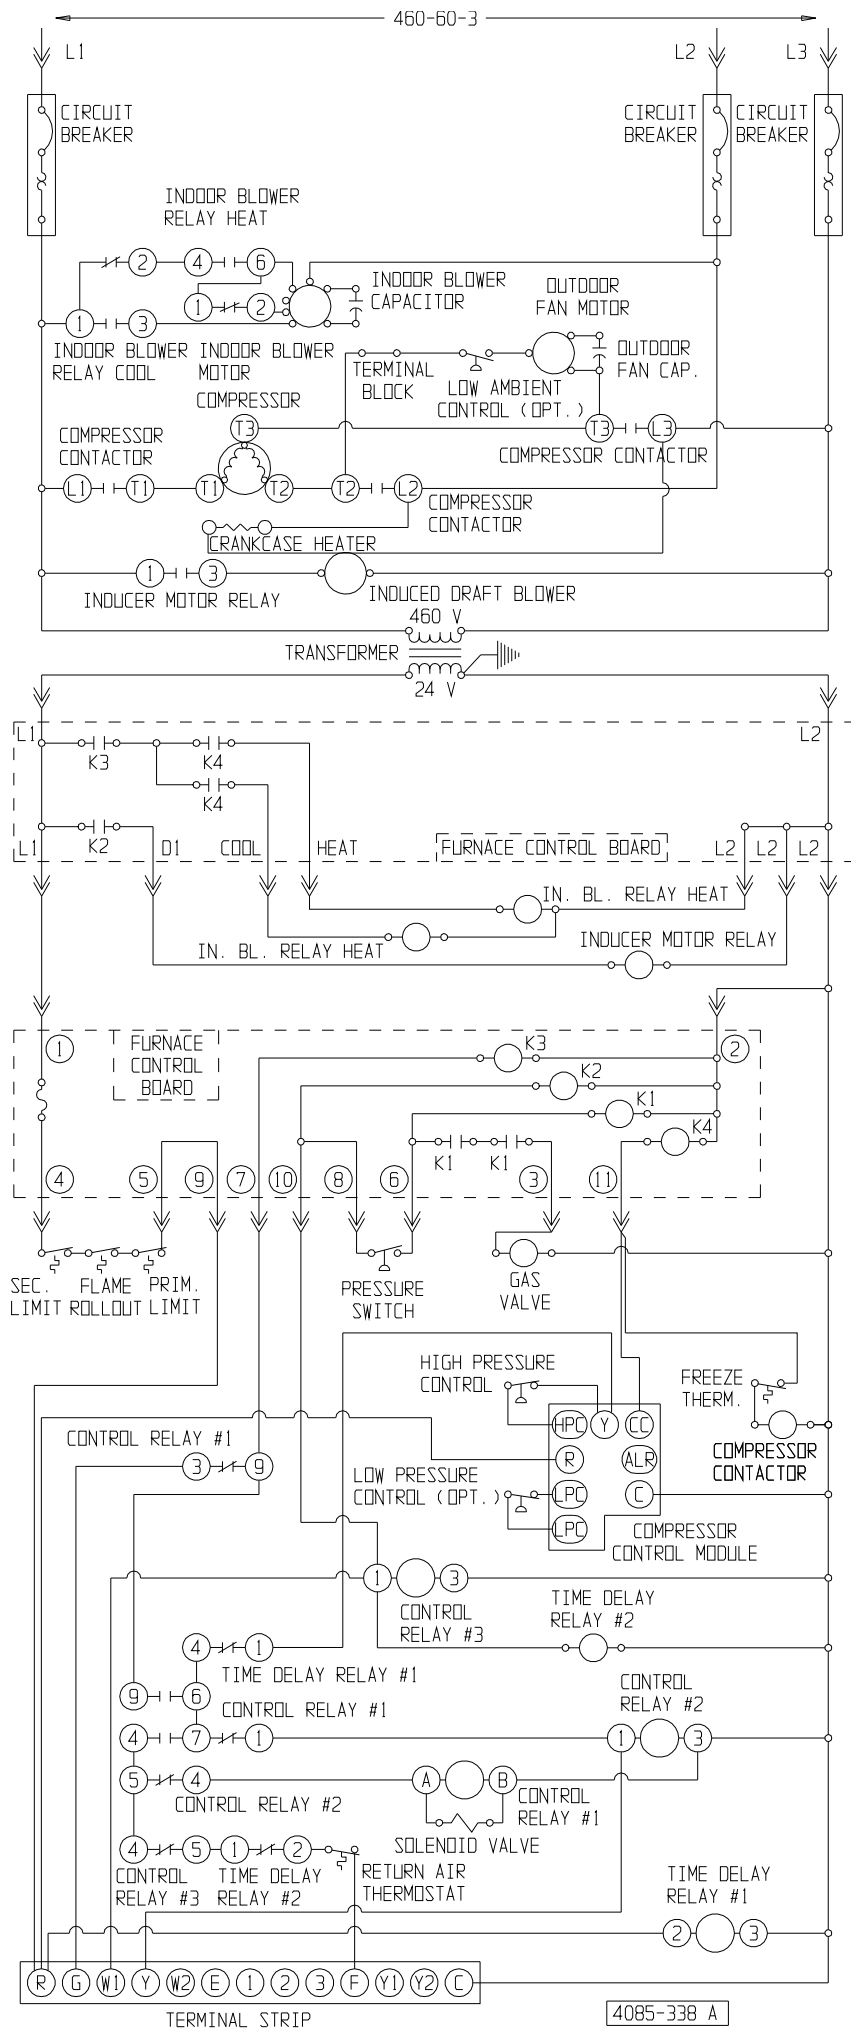 460-60-3
L1
L2
L3
CIRCUIT
BREAKER
CIRCUIT
BREAKER
CIRCUIT
BREAKER
INDOOR BLOWER
RELAY HEAT
2
4
6
INDOOR BLOWER
CAPACITOR
OUTDOOR
FAN MOTOR
1
2
1
3
INDOOR BLOWER
RELAY COOL
INDOOR BLOWER
MOTOR
TERMINAL
BLOCK
LOW AMBIENT
CONTROL (OPT.)
OUTDOOR
FAN CAP.
COMPRESSOR
T3
T3
L3
COMPRESSOR
CONTACTOR
COMPRESSOR CONTACTOR
L1
T1
T1
T2
T2
L2
COMPRESSOR
CONTACTOR
CRANKCASE HEATER
1
3
INDUCER MOTOR RELAY
INDUCED DRAFT BLOWER
460 V
TRANSFORMER
24 V
L1
L2
K3
K4
K4
L1
K2
D1
COOL
HEAT
FURNACE CONTROL BOARD
L2
L2
L2
IN. BL. RELAY HEAT
IN. BL. RELAY HEAT
INDUCER MOTOR RELAY
1
FURNACE
CONTROL
BOARD
K3
2
K2
K1
K4
K1
K1
4
5
9
7
10
8
6
3
11
SEC.
LIMIT
FLAME
ROLLOUT
PRIM.
LIMIT
PRESSURE
SWITCH
GAS
VALVE
HIGH PRESSURE
CONTROL
FREEZE
THERM.
HPC
Y
CC
COMPRESSOR
CONTACTOR
CONTROL RELAY #1
3
9
R
ALR
LOW PRESSURE
CONTROL (OPT.)
LPC
C
LPC
COMPRESSOR
CONTROL MODULE
1
3
CONTROL
RELAY #3
TIME DELAY
RELAY #2
4
1
TIME DELAY RELAY #1
9
6
CONTROL RELAY #1
CONTROL
RELAY #2
4
7
1
1
3
5
4
A
B
CONTROL RELAY #2
CONTROL
RELAY #1
SOLENOID VALVE
4
5
1
2
CONTROL
RELAY #3
TIME DELAY
RELAY #2
RETURN AIR
THERMOSTAT
TIME DELAY
RELAY #1
2
3
R
G
W1
Y
W2
E
1
2
3
F
Y1
Y2
C
TERMINAL STRIP
4085-338 A